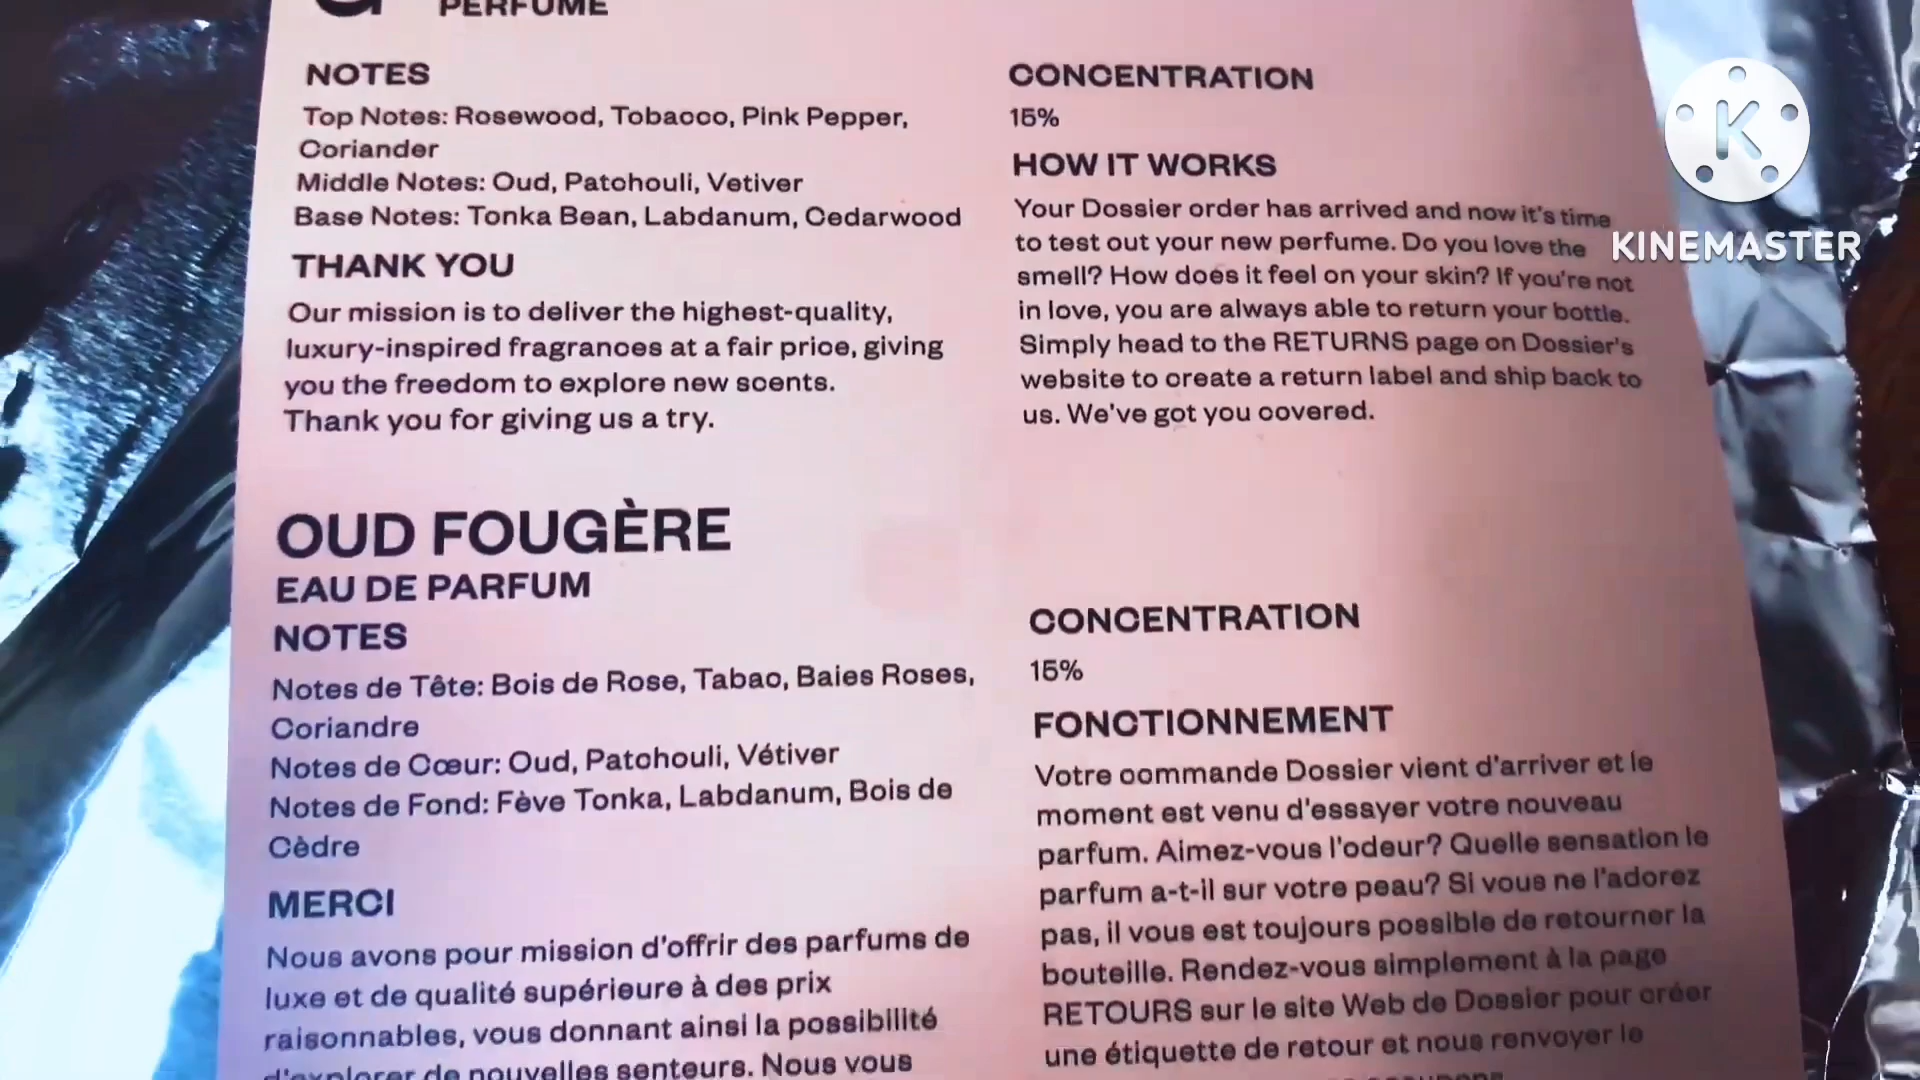 PERFUME
NOTES
Top Notes: Rosewood, Tobacco, Pink Pepper,
Coriander
Middle Notes: Oud, Patchouli, Vetiver
Base Notes: Tonka Bean, Labdanum, Cedarwood
THANK YOU
Our mission is to deliver the highest-quality,
luxury-inspired fragrances at a fair price, giving
you the freedom to explore new scents.
Thank you for giving us a try.
CONCENTRATION
15%
HOW IT WORKS
Your Dossier order has arrived and now it's time
to test out your new perfume. Do you love the
smell? How does it feel on your skin? If you're not
in love, you are always able to return your bottle.
Simply head to the RETURNS page on Dossier's
website to create a return label and ship back to
us. We've got you covered.
K
KINEMASTER
OUD FOUGÈRE
EAU DE PARFUM
NOTES
Notes de Tête: Bois de Rose, Tabac, Baies Roses,
Coriandre
Notes de Cœur: Oud, Patchouli, Vétiver
Notes de Fond: Fève Tonka, Labdanum, Bois de
Cèdre
MERCI
Nous avons pour mission d'offrir des parfums de
luxe et de qualité supérieure à des prix
raisonnables, vous donnant ainsi la possibilité
d'explorer de nouvelles senteurs. Nous vous
CONCENTRATION
15%
FONCTIONNEMENT
Votre commande Dossier vient d'arriver et le
moment est venu d'esssayer votre nouveau
parfum. Aimez-vous l'odeur? Quelle sensation le
parfum a-t-il sur votre peau? Si vous ne l'adorez
pas, il vous est toujours possible de retourner la
bouteille. Rendez-vous simplement à la page
RETOURS sur le site Web de Dossier pour créer
une étiquette de retour et nous renvoyer le